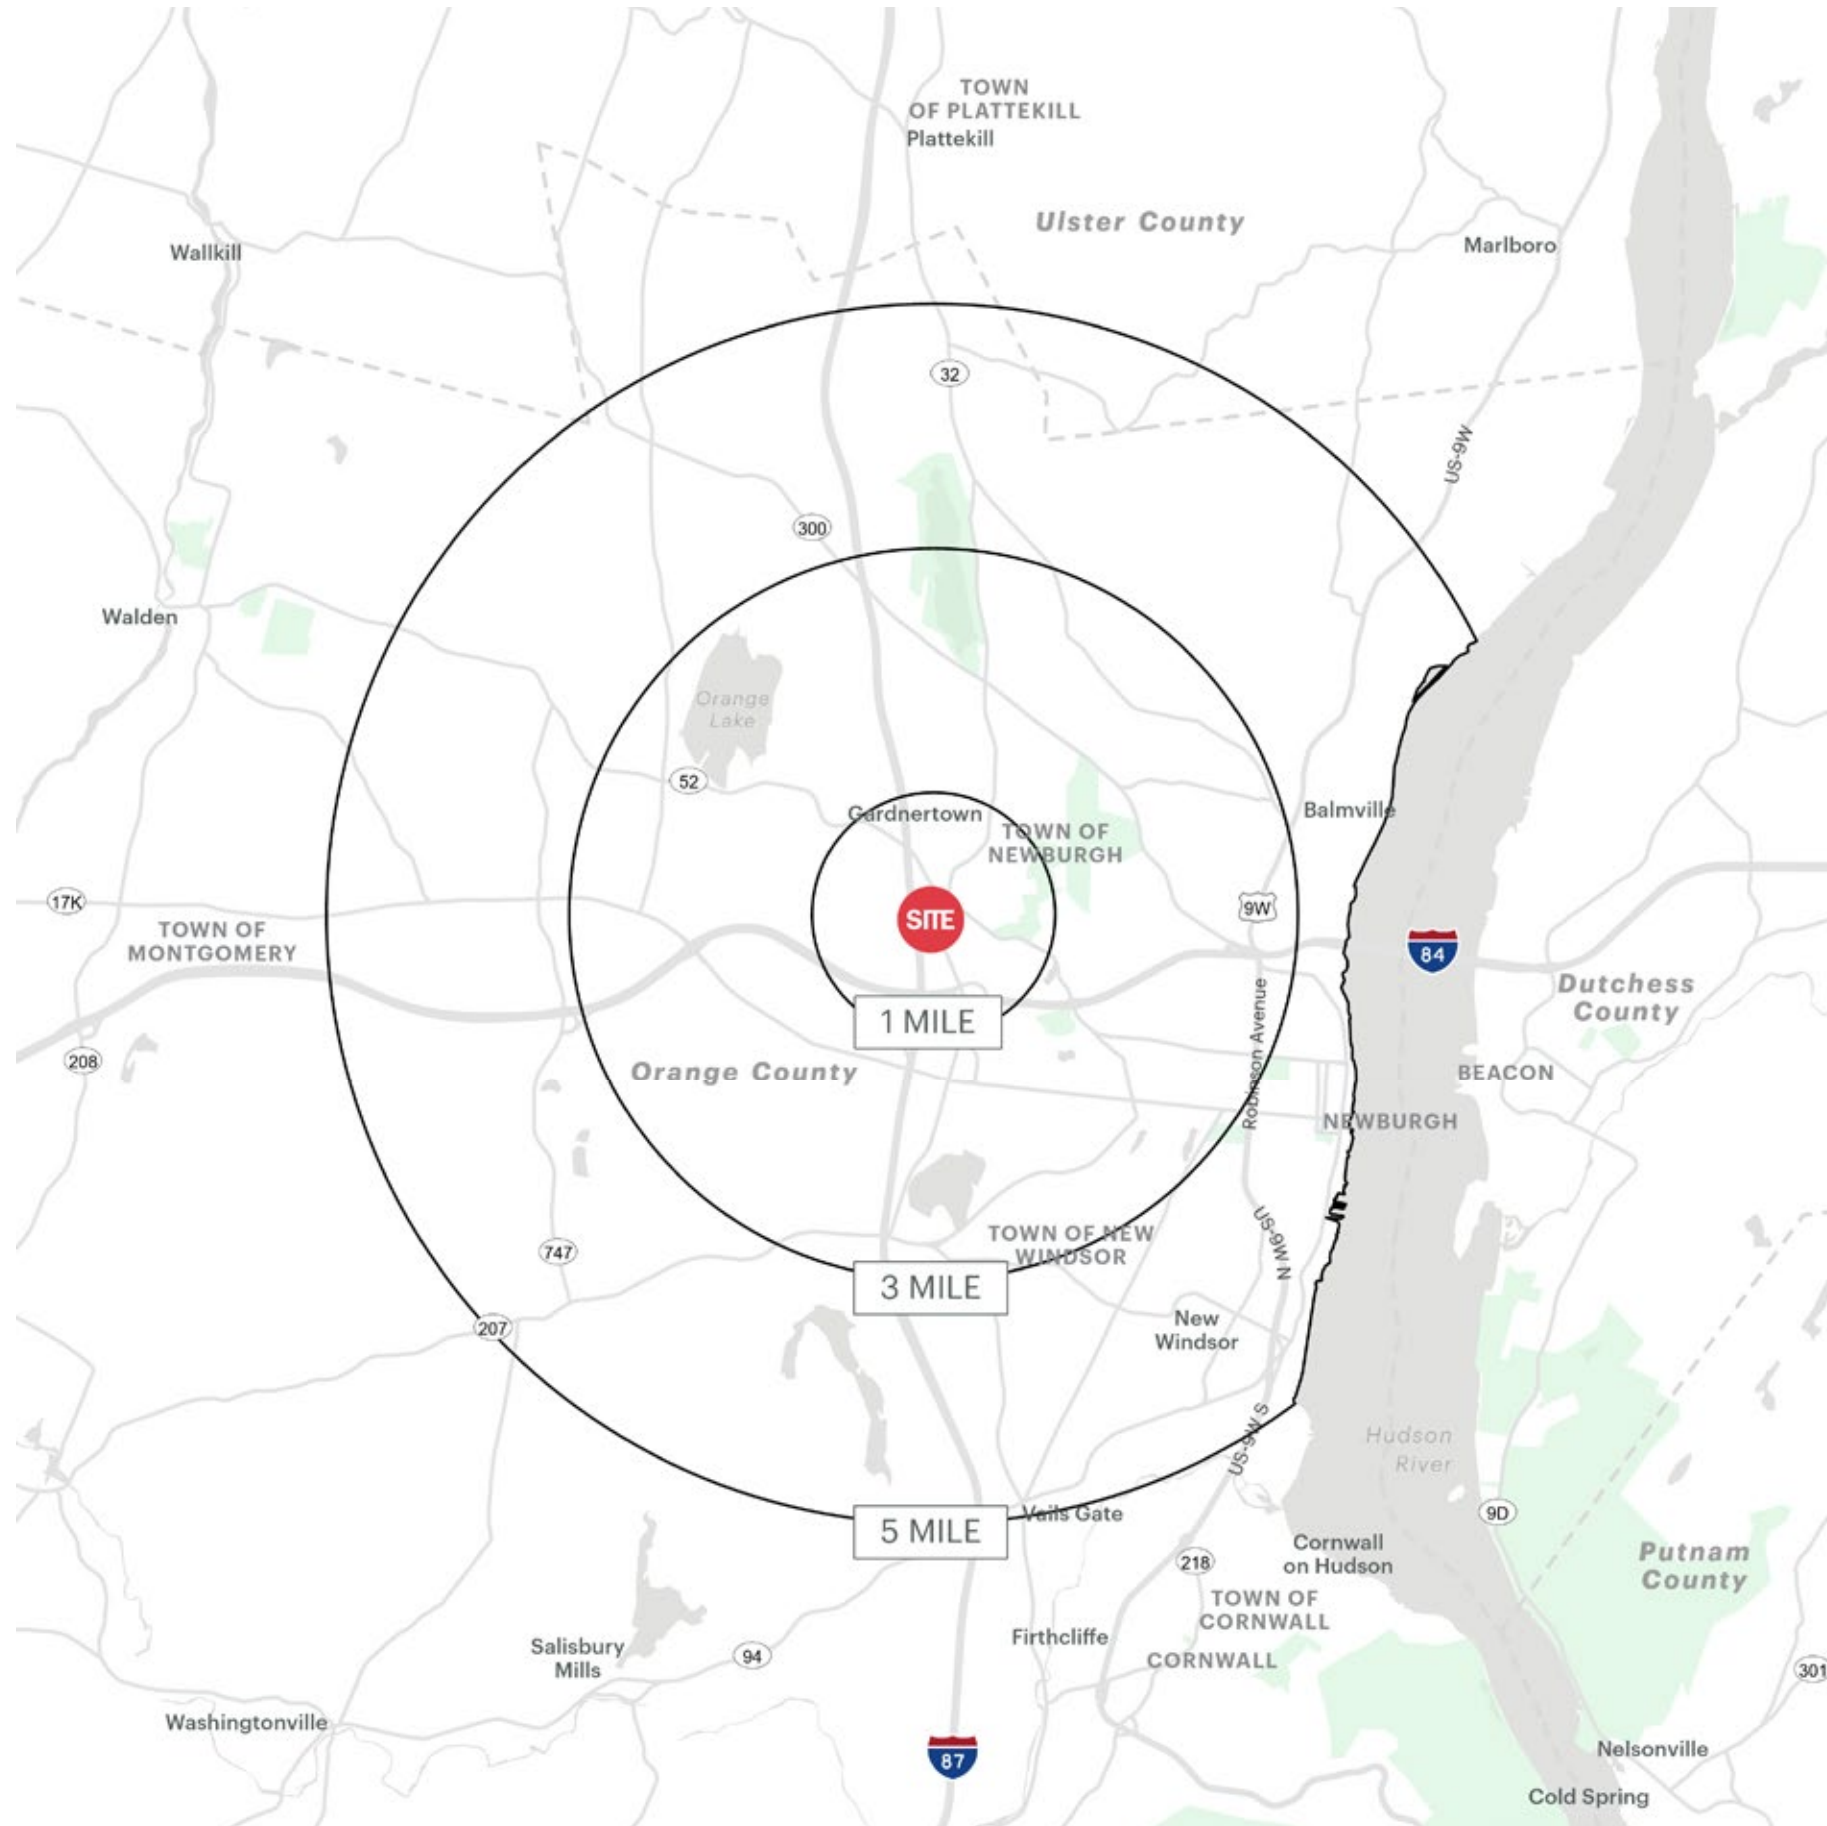 TOWN
OF PLATTEKILL
Plattekill
Ulster County
Marlboro
Wallkill
32
US-9W
300
Walden
Orange
Lake
52
Gardnertown
Balmville
TOWN OF
NEWBURGH
17K
9W
SITE
TOWN OF
MONTGOMERY
84
Dutchess
County
1 MILE
Robinson Avenue
208
Orange County
BEACON
NEWBURGH
TOWN OF NEW
WINDSOR
US-9W N
747
3 MILE
207
New
Windsor
US-9W S
Hudson
River
Vails Gate
5 MILE
9D
Cornwall
on Hudson
218
Putnam
County
TOWN OF
CORNWALL
Firthcliffe
Salisbury
Mills
94
CORNWALL
301
Washingtonville
87
Nelsonville
Cold Spring